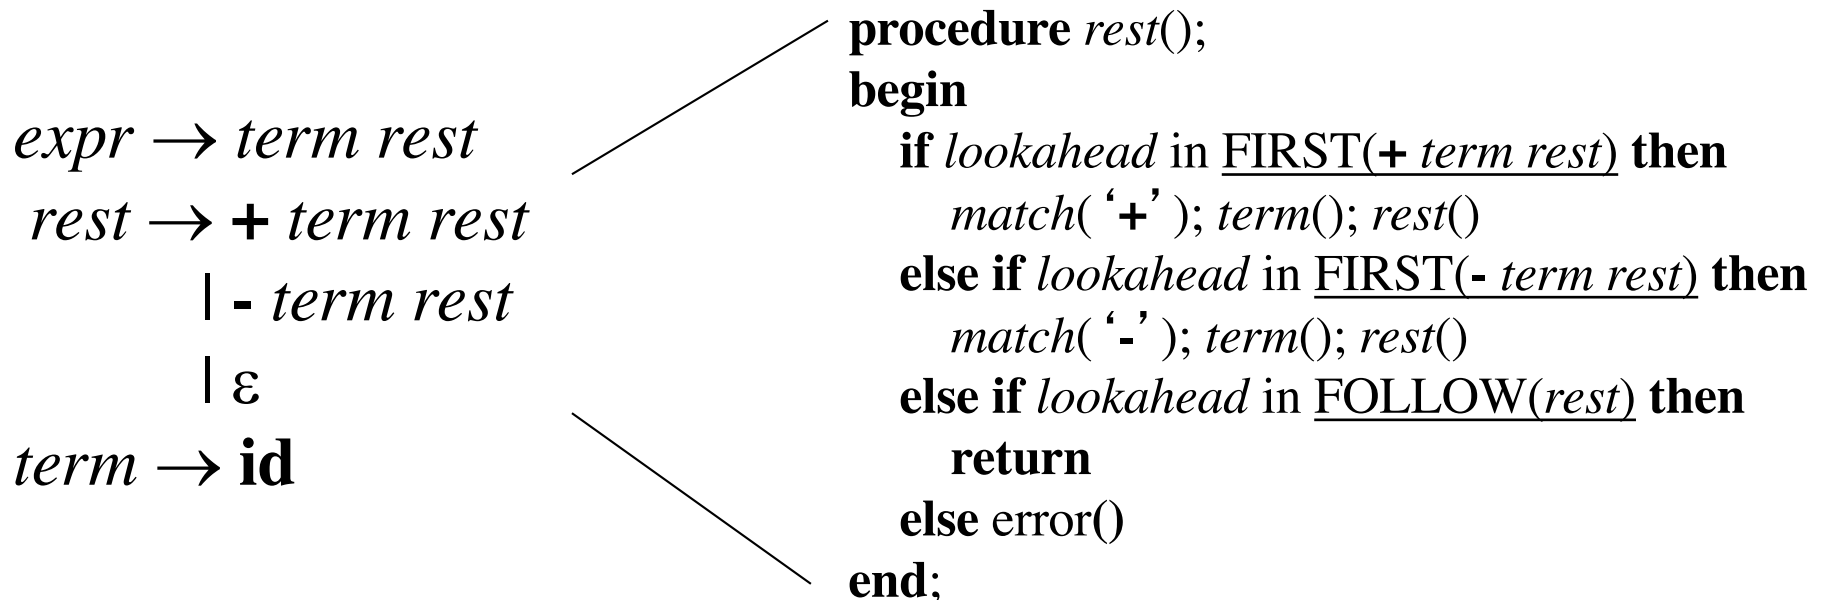 expr → term rest
rest → + term rest
| - term rest
| ε
term → id
procedure rest();
begin
if lookahead in FIRST(+ term rest) then
match( ‘+’ ); term(); rest()
else if lookahead in FIRST(- term rest) then
match( ‘-’ ); term(); rest()
else if lookahead in FOLLOW(rest) then
return
else error()
end;